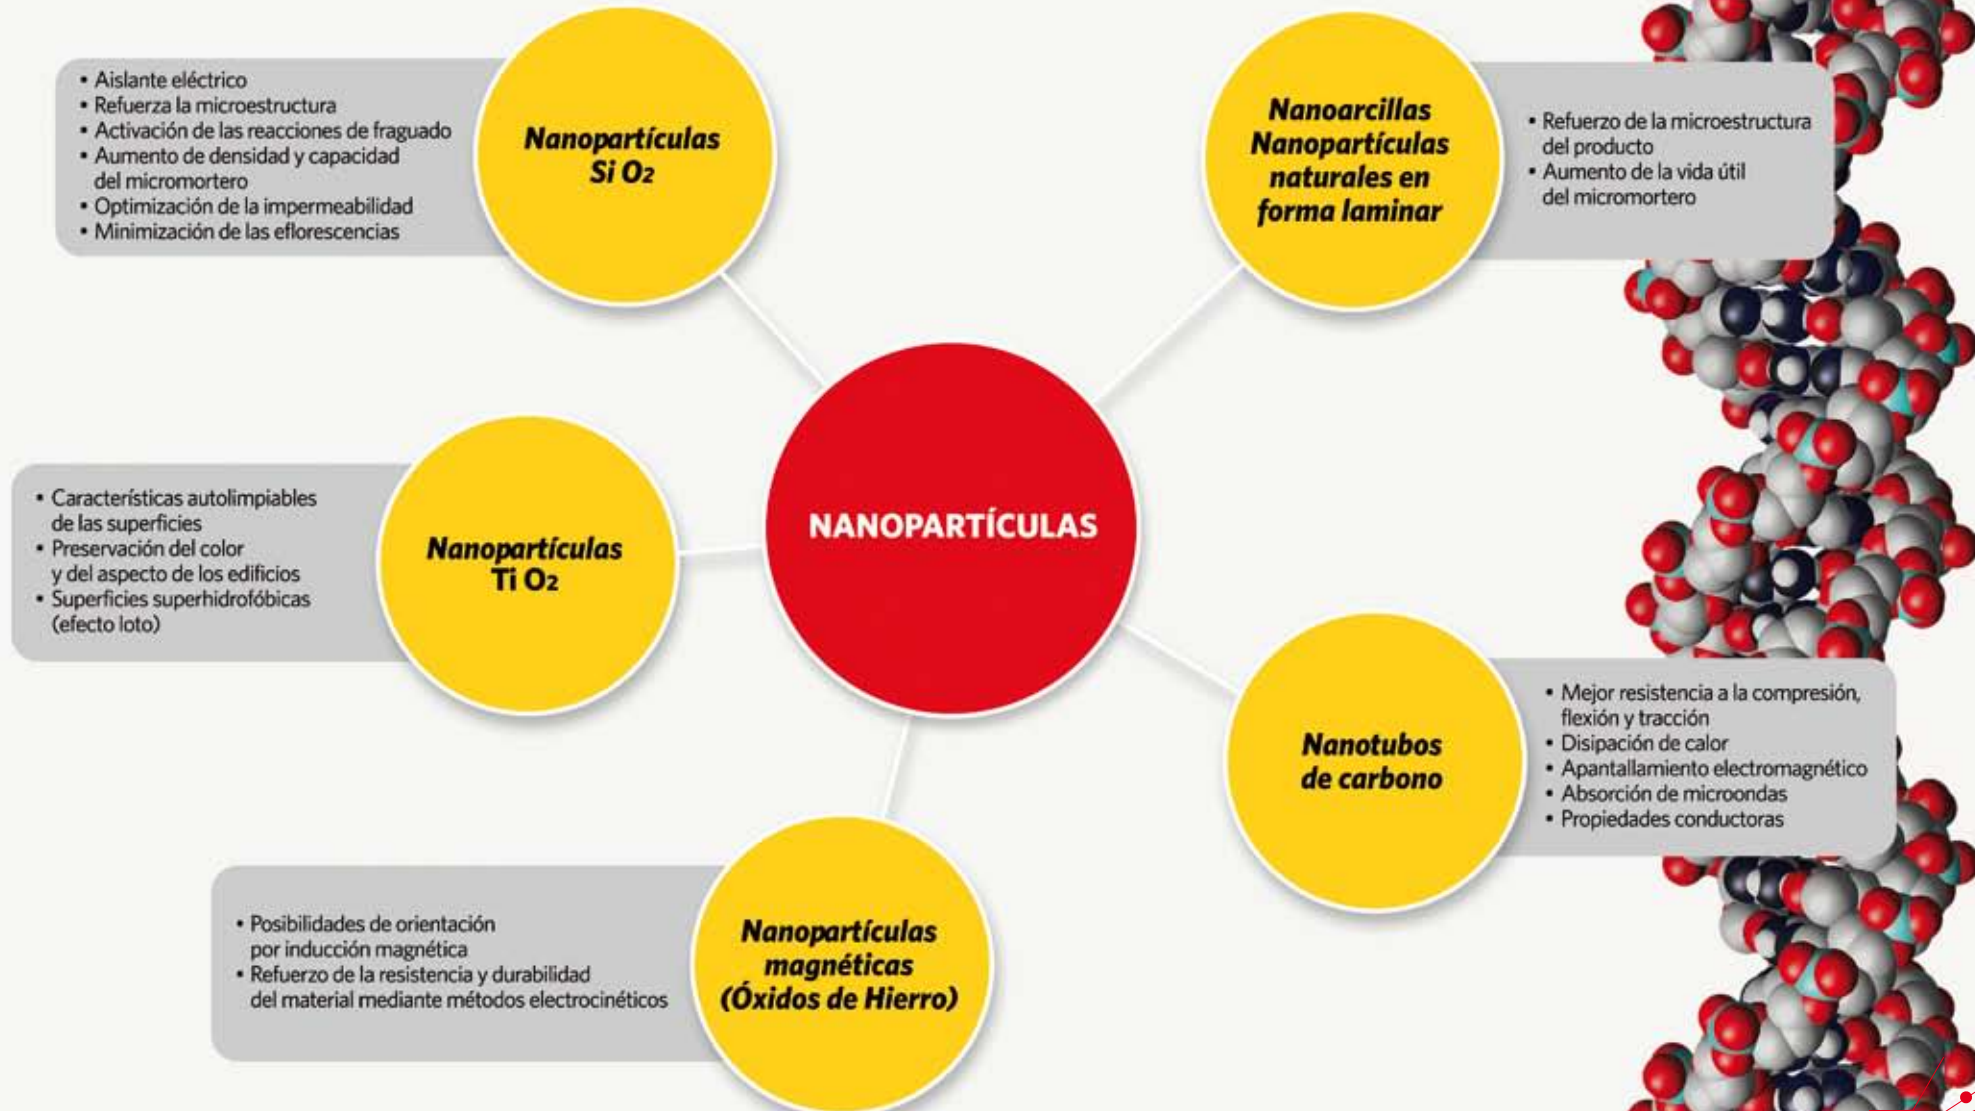 • Aislante eléctrico
• Refuerza la microestructura
• Activación de las reacciones de fraguado
• Aumento de densidad y capacidad
del micromortero
• Optimización de la impermeabilidad
• Minimización de las eflorescencias
Nanopartículas
Si O2
Nanoarcillas
Nanopartículas
naturales en
forma laminar
• Refuerzo de la microestructura
del producto
• Aumento de la vida útil
del micromortero
NANOPARTÍCULAS
• Características autolimpiables
de las superficies
• Preservación del color
y del aspecto de los edificios
• Superficies superhidrofóbicas
(efecto loto)
Nanopartículas
Ti O2
Nanotubos
de carbono
• Mejor resistencia a la compresión,
flexión y tracción
• Disipación de calor
• Apantallamiento electromagnético
• Absorción de microondas
• Propiedades conductoras
• Posibilidades de orientación
por inducción magnética
• Refuerzo de la resistencia y durabilidad
del material mediante métodos electrocinéticos
Nanopartículas
magnéticas
(Óxidos de Hierro)